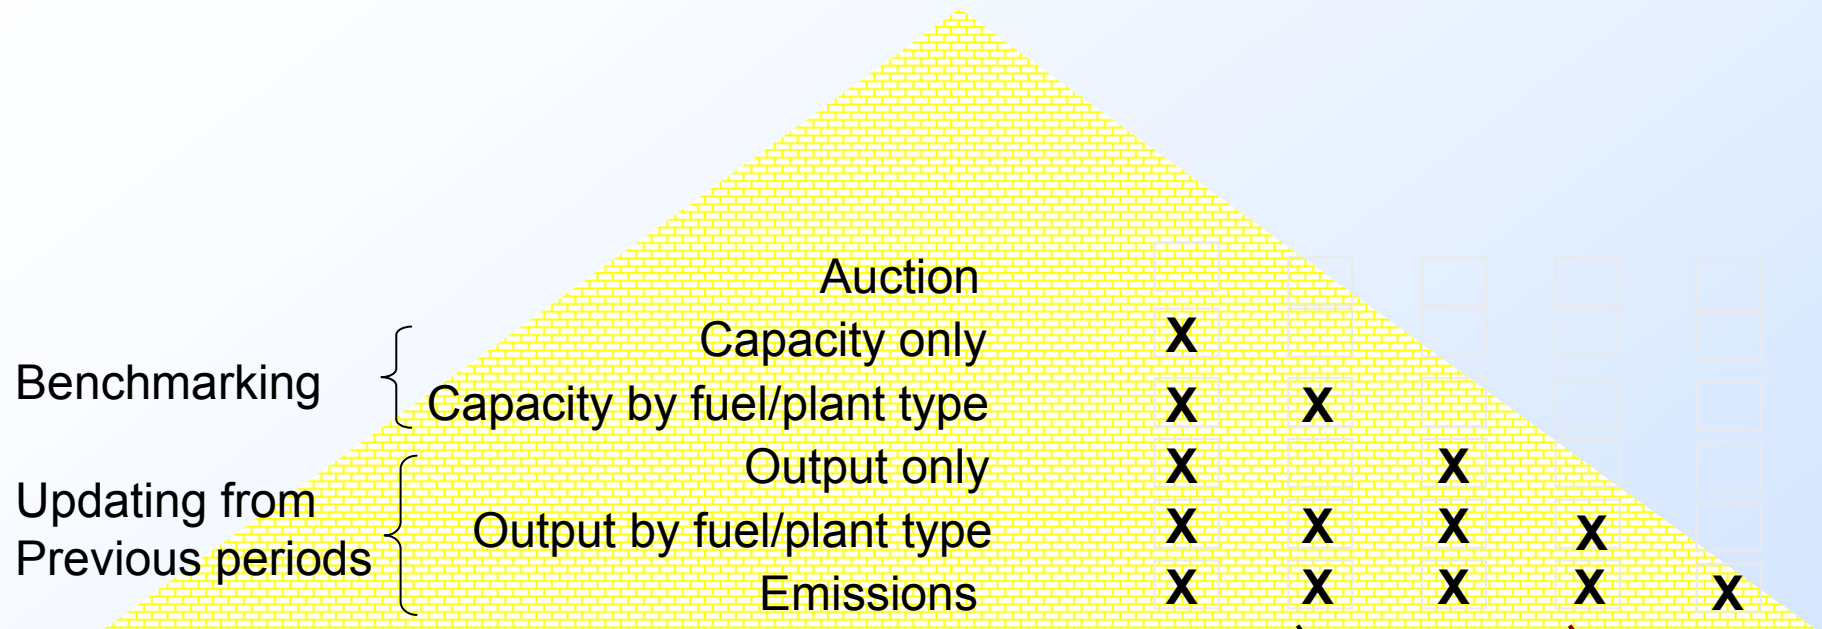 Auction
Capacity only X
Benchmarking
Capacity by fuel/plant type X X
Output only X X
Updating from
Previous periods
Output by fuel/plant type X X X X
Emissions X X X X X